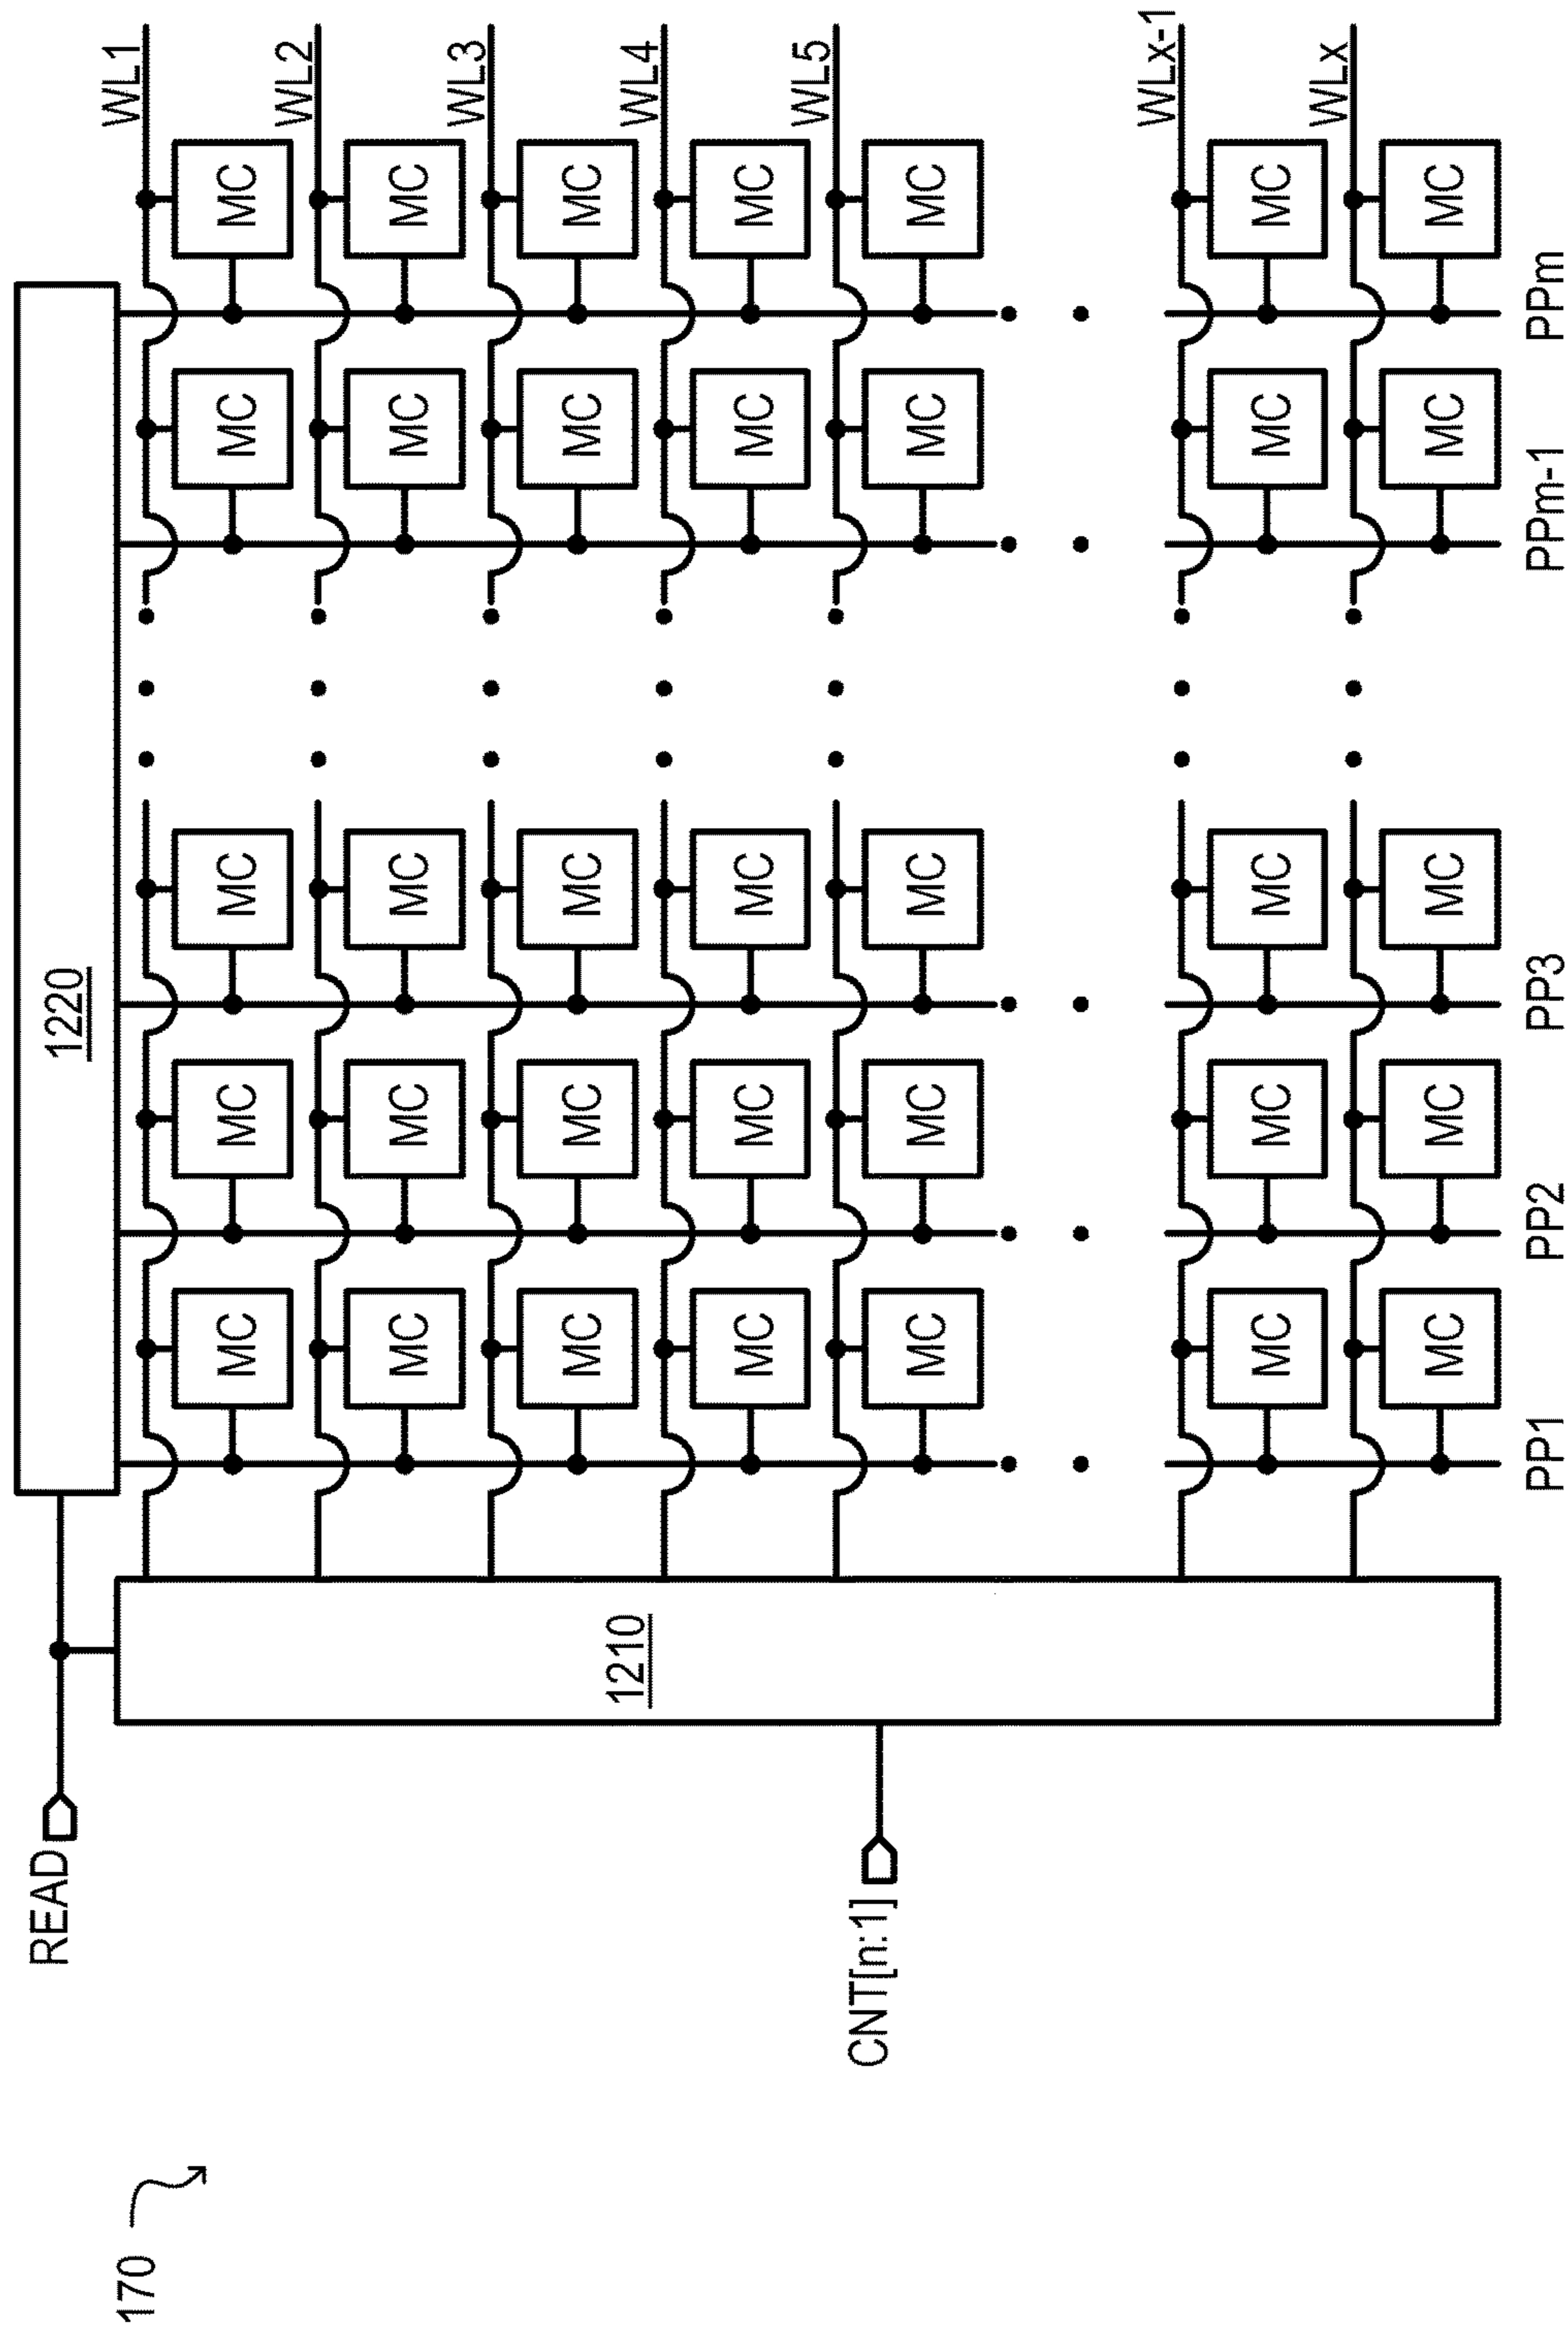 READ
1220
170
WL1
MC MC MC MC MC
WL2
MC MC MC MC MC
WL3
MC MC MC MC MC
1210
WL4
MC MC MC MC MC
WL5
CNT[n:1]
MC MC MC MC MC
WLx-1
MC MC MC MC MC
WLx
MC MC MC MC MC
PP1 PP2 PP3 PPm-1 PPm